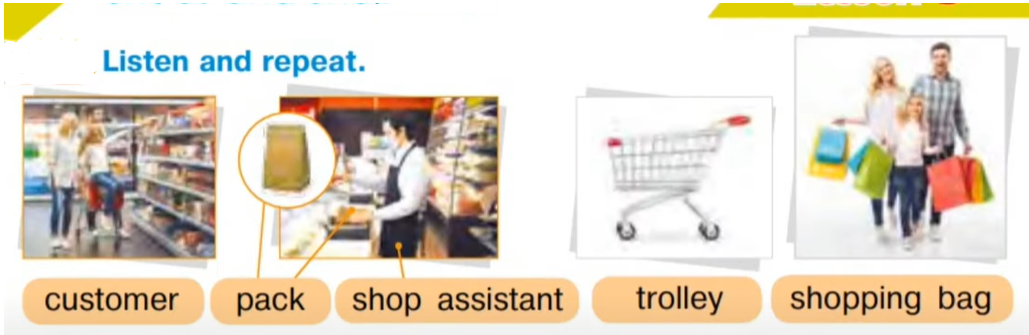 Listen and repeat.
customer pack shop assistant trolley shopping bag